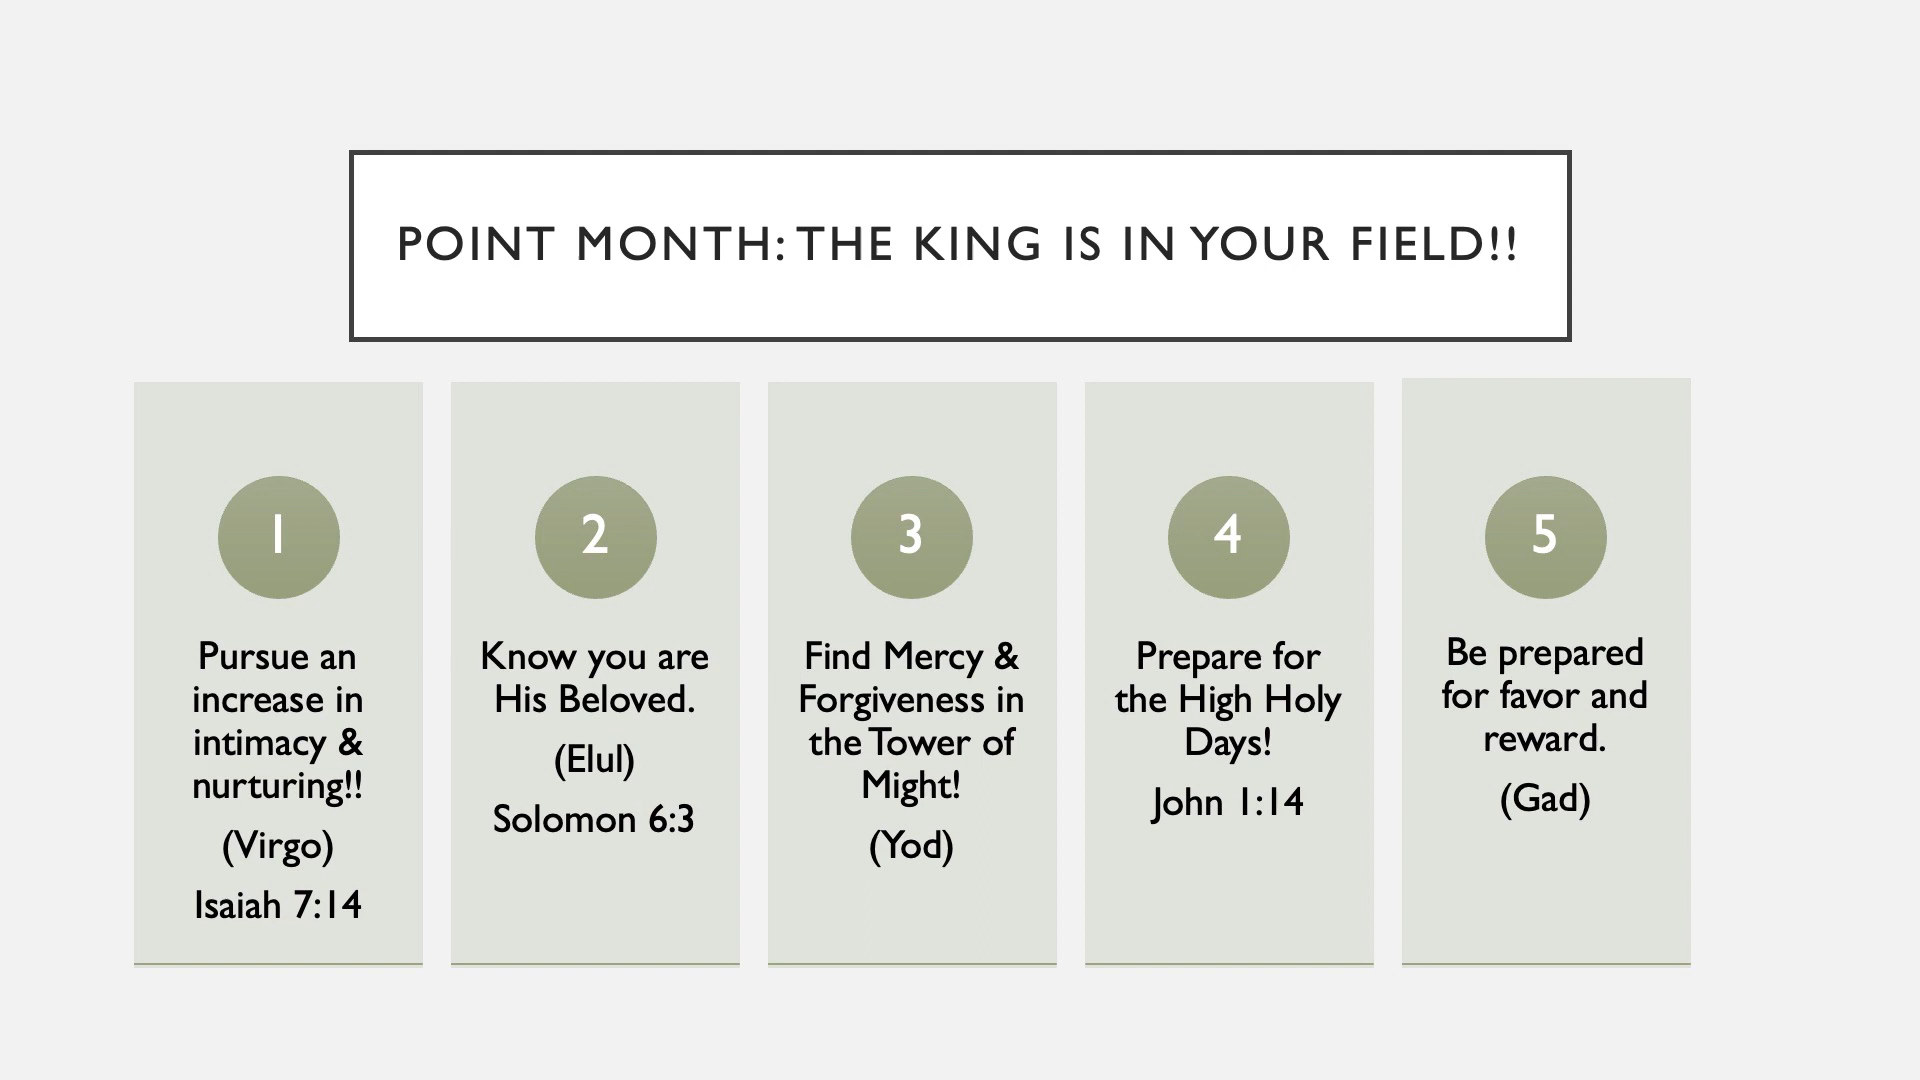 POINT MONTH: THE KING IS IN YOUR FIELD!!
1
Pursue an
increase in
intimacy &
nurturing!!
(Virgo)
Isaiah 7:14
2
Know you are
His Beloved.
(Elul)
Solomon 6:3
3
Find Mercy &
Forgiveness in
the Tower of
Might!
(Yod)
4
Prepare for
the High Holy
Days!
John 1:14
5
Be prepared
for favor and
reward.
(Gad)